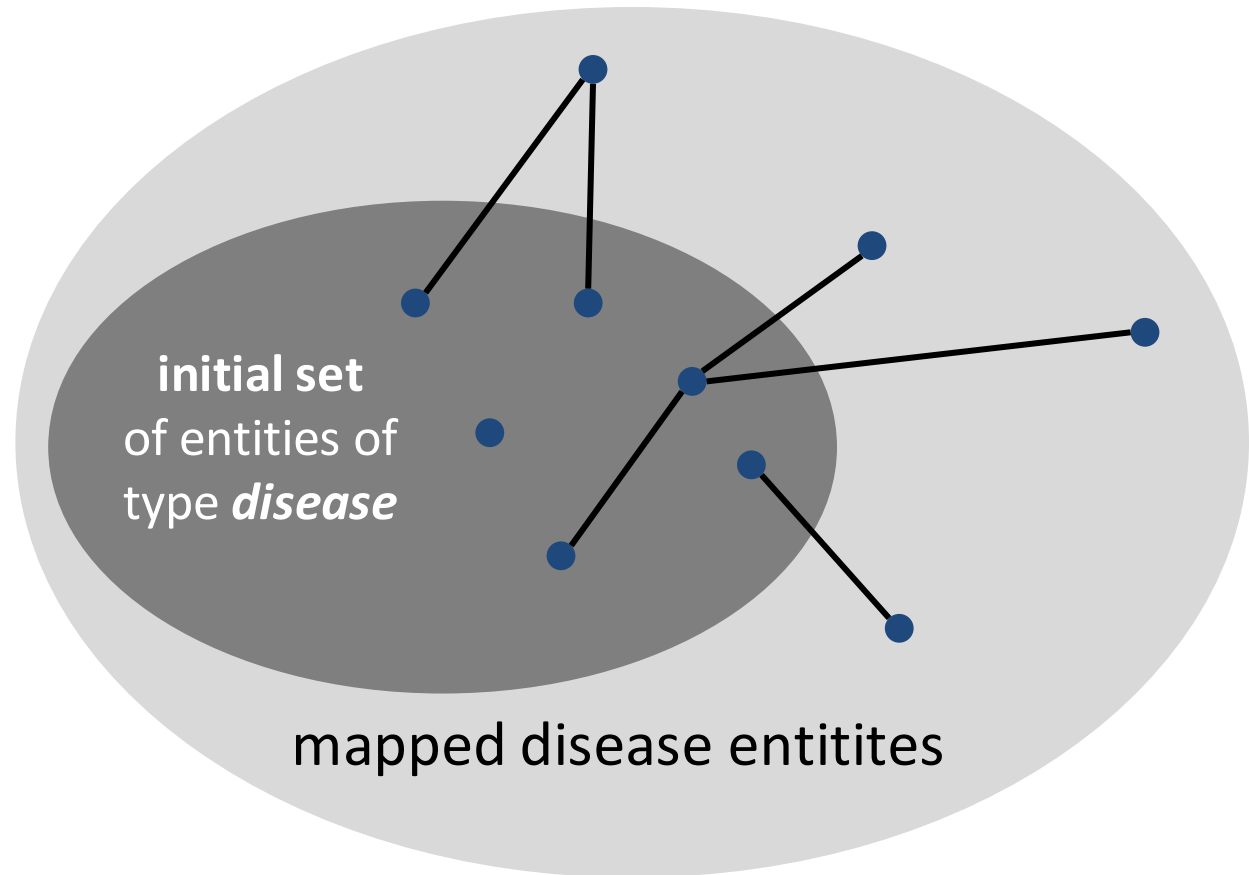 initial set
of entities of
type disease
mapped disease entitites